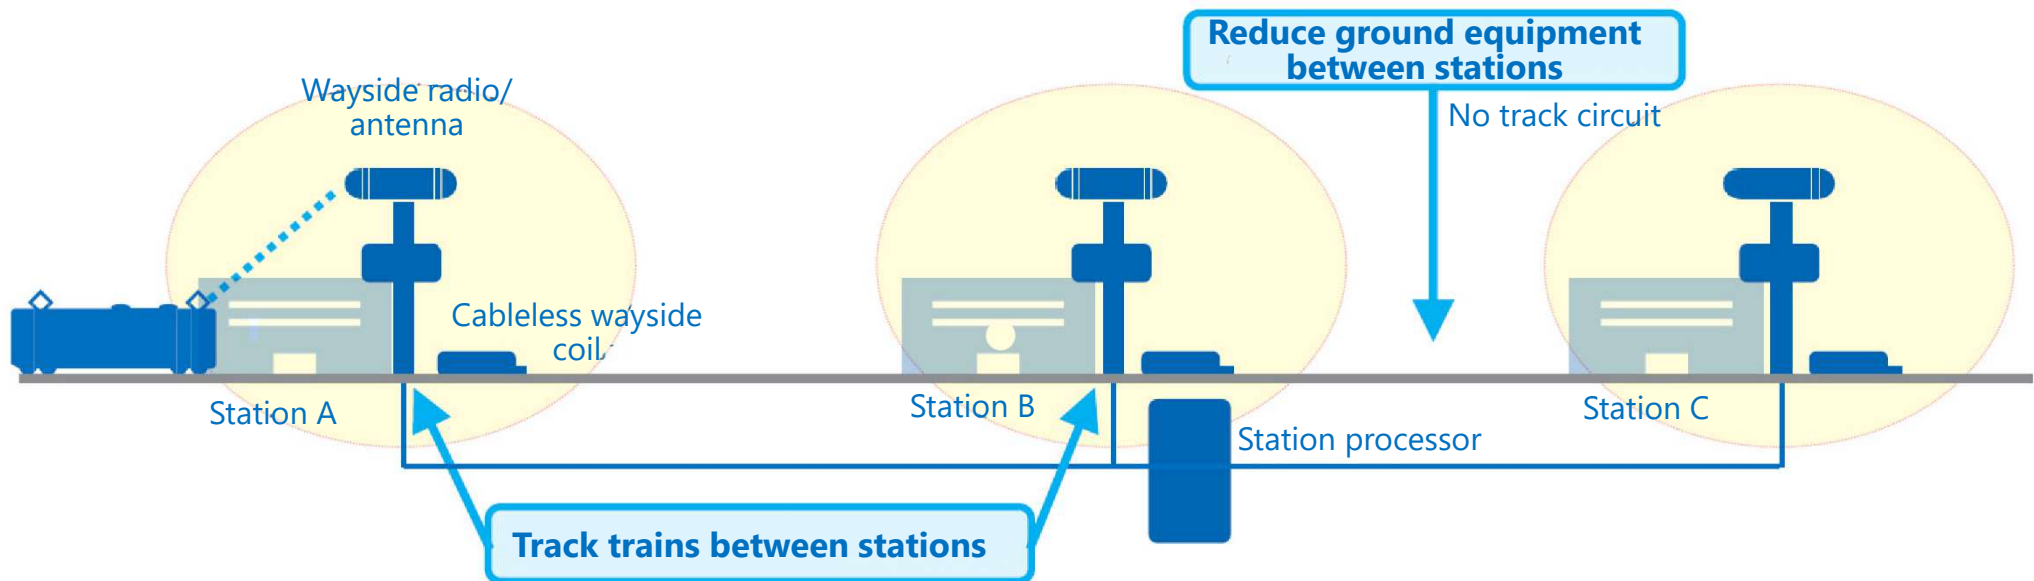 Reduce ground equipment
between stations
Wayside radio/
antenna
No track circuit
Cableless wayside
coil
Station A
Station B
Station C
Station processor
Track trains between stations